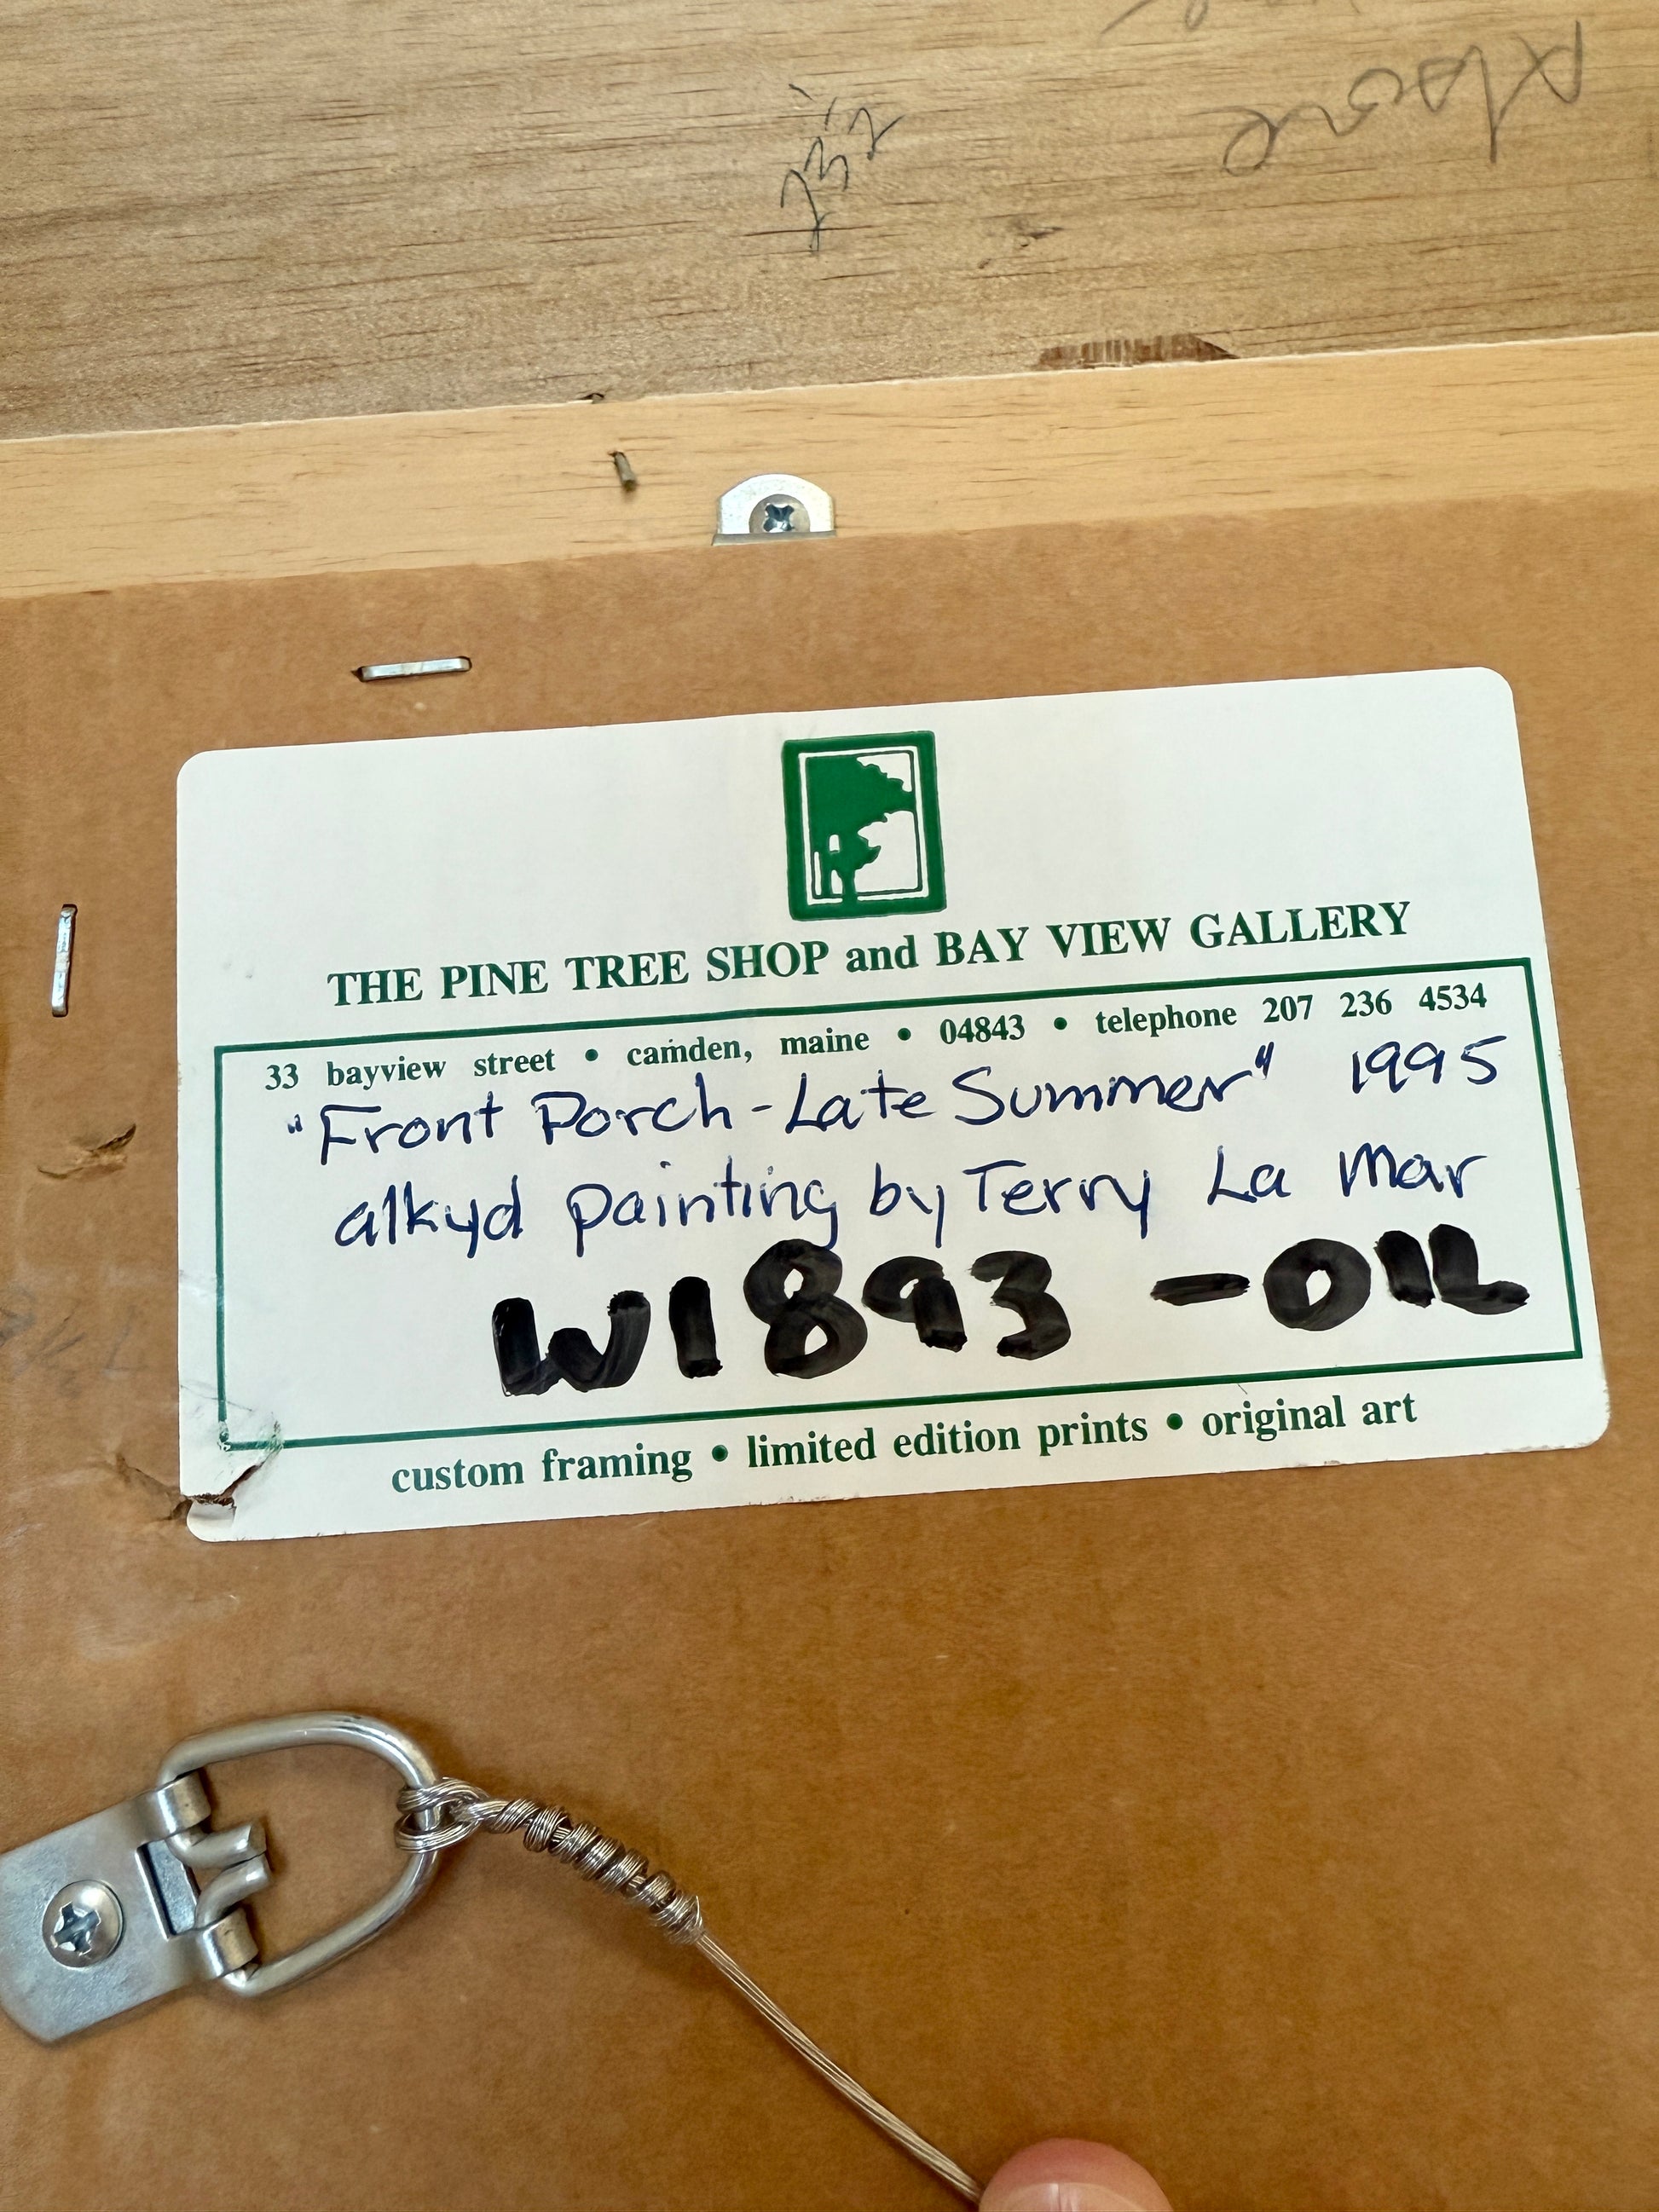 THE PINE TREE SHOP and BAY VIEW GALLERY
33 bayview street • camden, maine • 04843 • telephone 207 236 4534
"Front Porch - Late Summer" 1995
alkyd painting by Terry La Mar
W1893 - OIL
custom framing • limited edition prints • original art